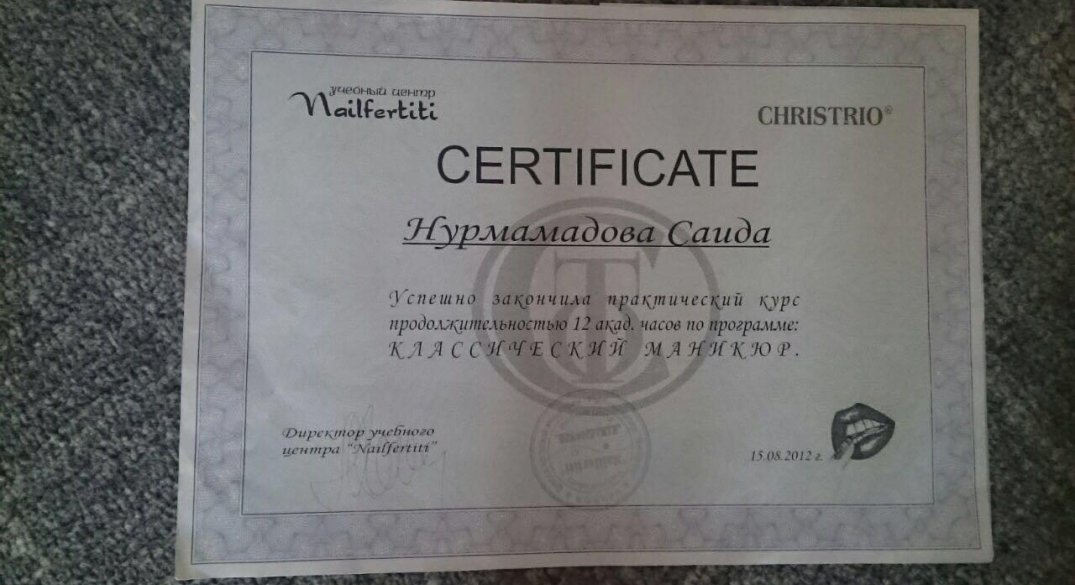 учебный центр
Nailfertiti
CHRISTRIO®
CERTIFICATE
Нурмамадова Саида
Успешно закончила практический курс
продолжительностью 12 акад. часов по программе:
КЛАССИЧЕСКИЙ МАНИКЮР.
Директор учебного
центра "Nailfertiti"
15.08.2012 г.